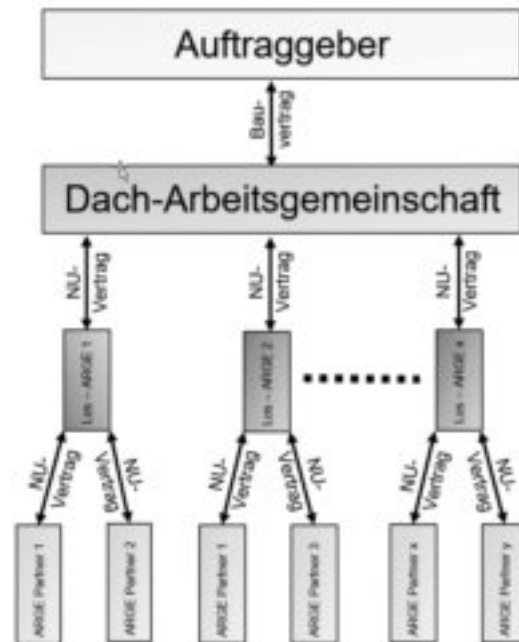 Auftraggeber
Bau-
vertrag
Dach-Arbeitsgemeinschaft
NU-
Vertrag
NU-
Vertrag
NU-
Vertrag
Los – ARGE 1
Los – ARGE 2
Los – ARGE x
NU-
Vertrag
NU-
Vertrag
NU-
Vertrag
NU-
Vertrag
NU-
Vertrag
NU-
Vertrag
ARGE Partner 1
ARGE Partner 2
ARGE Partner 1
ARGE Partner 3
ARGE Partner x
ARGE Partner y